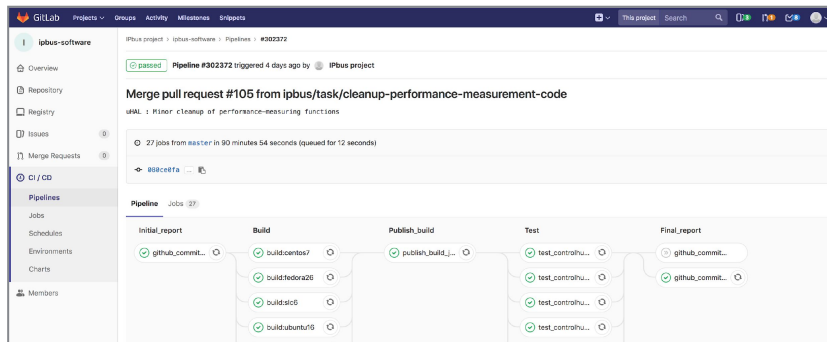 GitLab Projects Groups Activity Milestones Snippets This project Search
I ipbus-software
IPbus project > ipbus-software > Pipelines > #302372
Overview
passed Pipeline #302372 triggered 4 days ago by IPbus project
Repository
Merge pull request #105 from ipbus/task/cleanup-performance-measurement-code
Registry
uHAL : Minor cleanup of performance-measuring functions
Issues 0
27 jobs from master in 90 minutes 54 seconds (queued for 12 seconds)
Merge Requests 0
080ce0fa ...
CI / CD
Pipelines
Pipeline Jobs 27
Jobs
Schedules
Initial_report Build Publish_build Test Final_report
Environments
github_commit... build:centos7 publish_build_j... test_controlhu... github_commit...
Charts
build:fedora26 test_controlhu... github_commit...
Members
build:slc6 test_controlhu...
build:ubuntu16 test_controlhu...